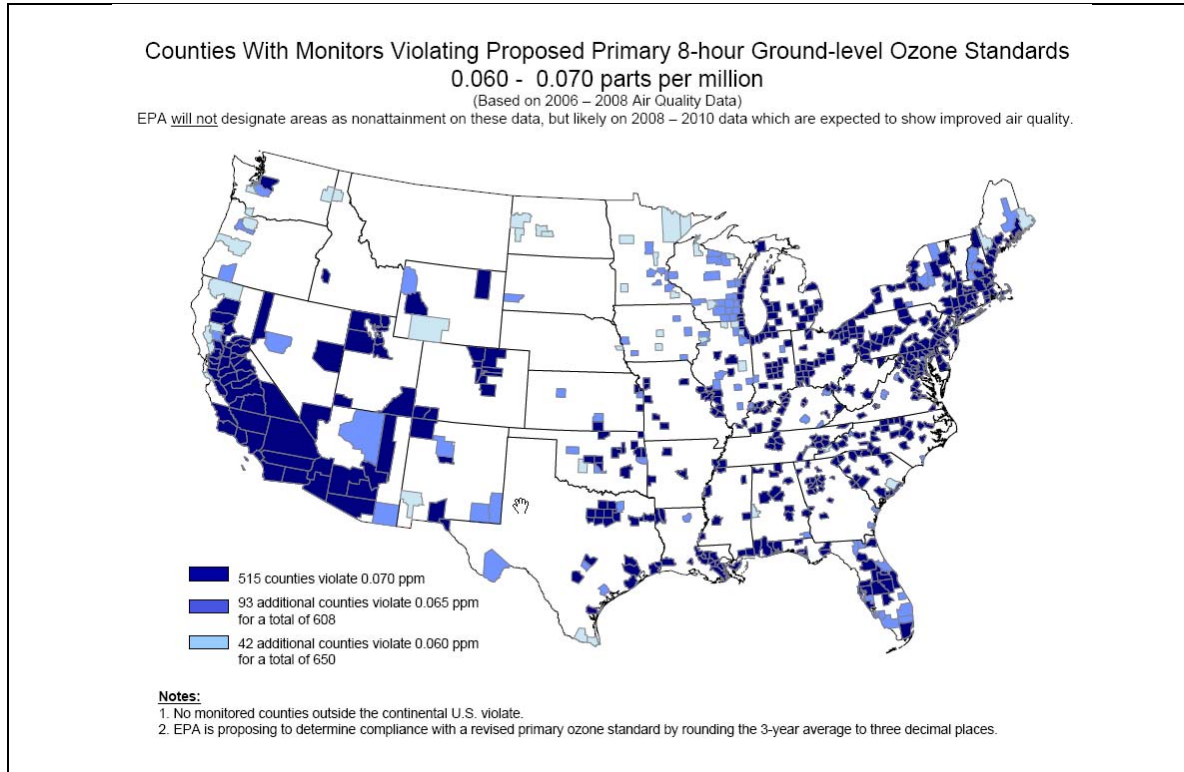 Counties With Monitors Violating Proposed Primary 8-hour Ground-level Ozone Standards
0.060 - 0.070 parts per million
(Based on 2006 – 2008 Air Quality Data)
EPA will not designate areas as nonattainment on these data, but likely on 2008 – 2010 data which are expected to show improved air quality.
515 counties violate 0.070 ppm
93 additional counties violate 0.065 ppm
for a total of 608
42 additional counties violate 0.060 ppm
for a total of 650
Notes:
1. No monitored counties outside the continental U.S. violate.
2. EPA is proposing to determine compliance with a revised primary ozone standard by rounding the 3-year average to three decimal places.